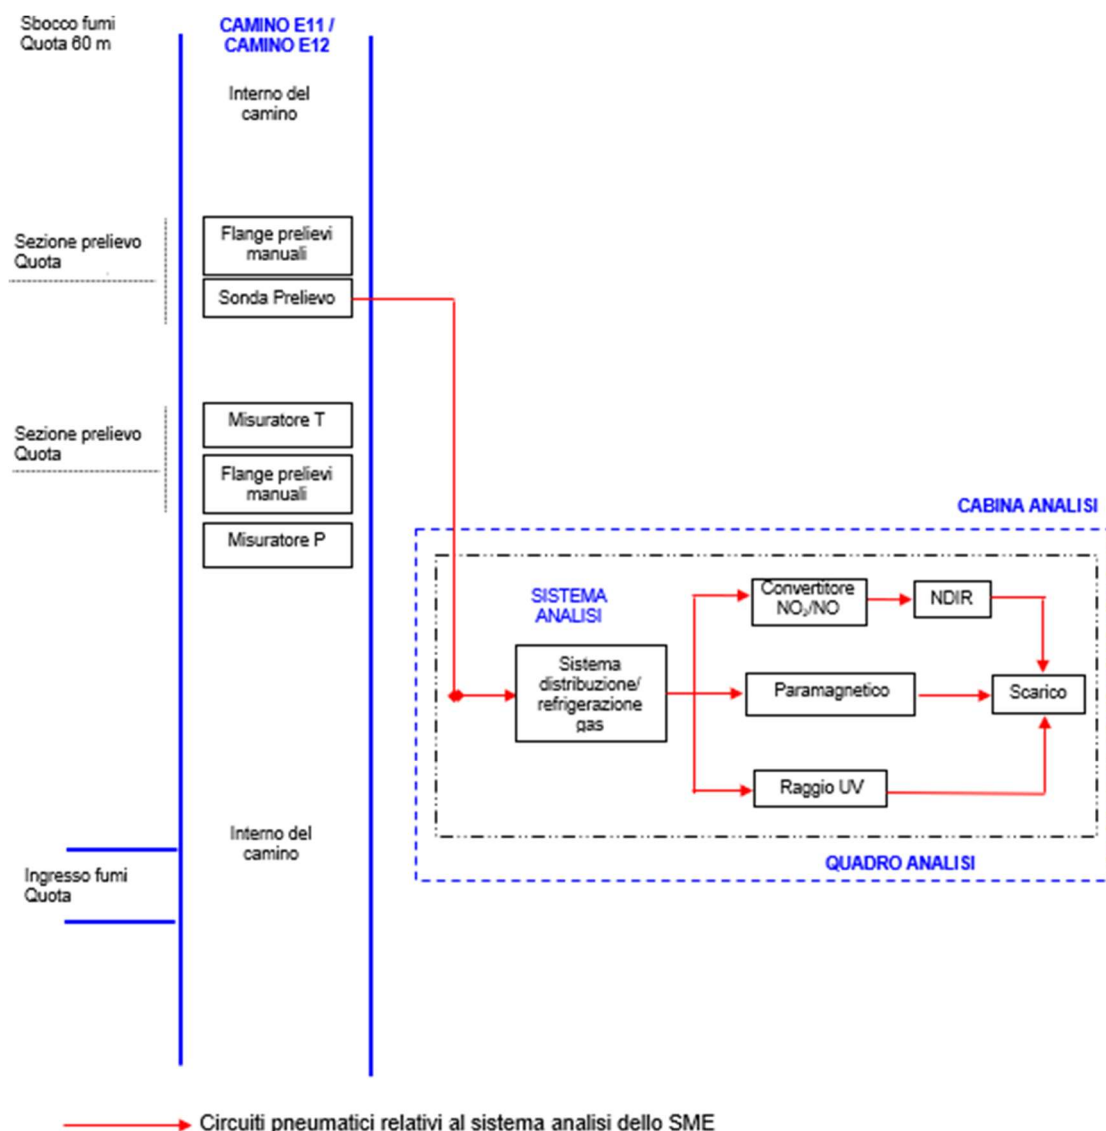 Sbocco fumi
Quota 60 m
CAMINO E11 /
CAMINO E12
Interno del
camino
Sezione prelievo
Quota
Flange prelievi
manuali
Sonda Prelievo
Sezione prelievo
Quota
Misuratore T
Flange prelievi
manuali
Misuratore P
CABINA ANALISI
SISTEMA
ANALISI
Convertitore
NO₂/NO
NDIR
Sistema
distribuzione/
refrigerazione
gas
Paramagnetico
Scarico
Raggio UV
QUADRO ANALISI
Interno del
camino
Ingresso fumi
Quota
Circuiti pneumatici relativi al sistema analisi dello SME